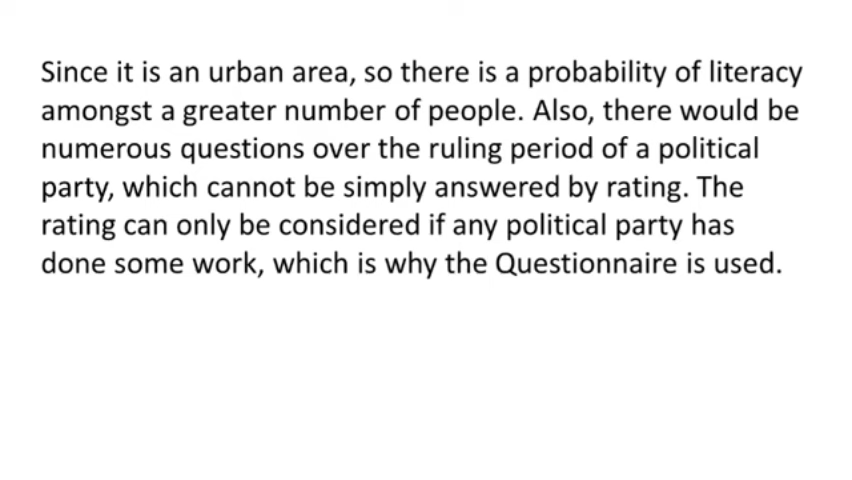 Since it is an urban area, so there is a probability of literacy
amongst a greater number of people. Also, there would be
numerous questions over the ruling period of a political
party, which cannot be simply answered by rating. The
rating can only be considered if any political party has
done some work, which is why the Questionnaire is used.